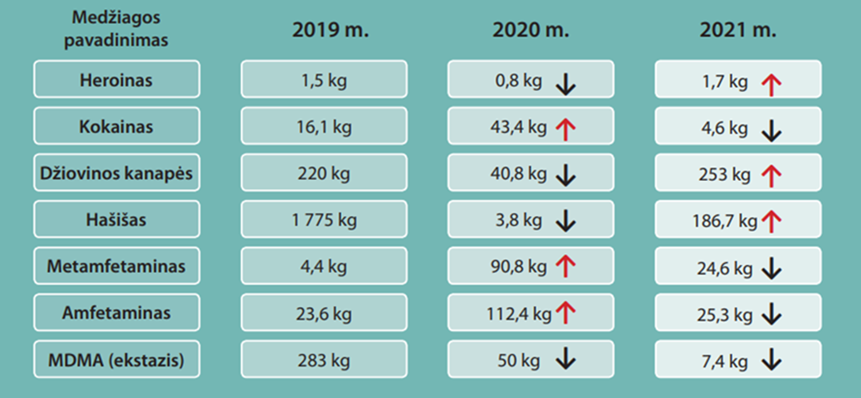 Medžiagos
pavadinimas
2019 m.
2020 m.
2021 m.
Heroinas
1,5 kg
0,8 kg ↓
1,7 kg ↑
Kokainas
16,1 kg
43,4 kg ↑
4,6 kg ↓
Džiovinos kanapės
220 kg
40,8 kg ↓
253 kg ↑
Hašišas
1 775 kg
3,8 kg ↓
186,7 kg ↑
Metamfetaminas
4,4 kg
90,8 kg ↑
24,6 kg ↓
Amfetaminas
23,6 kg
112,4 kg ↑
25,3 kg ↓
MDMA (ekstazis)
283 kg
50 kg ↓
7,4 kg ↓